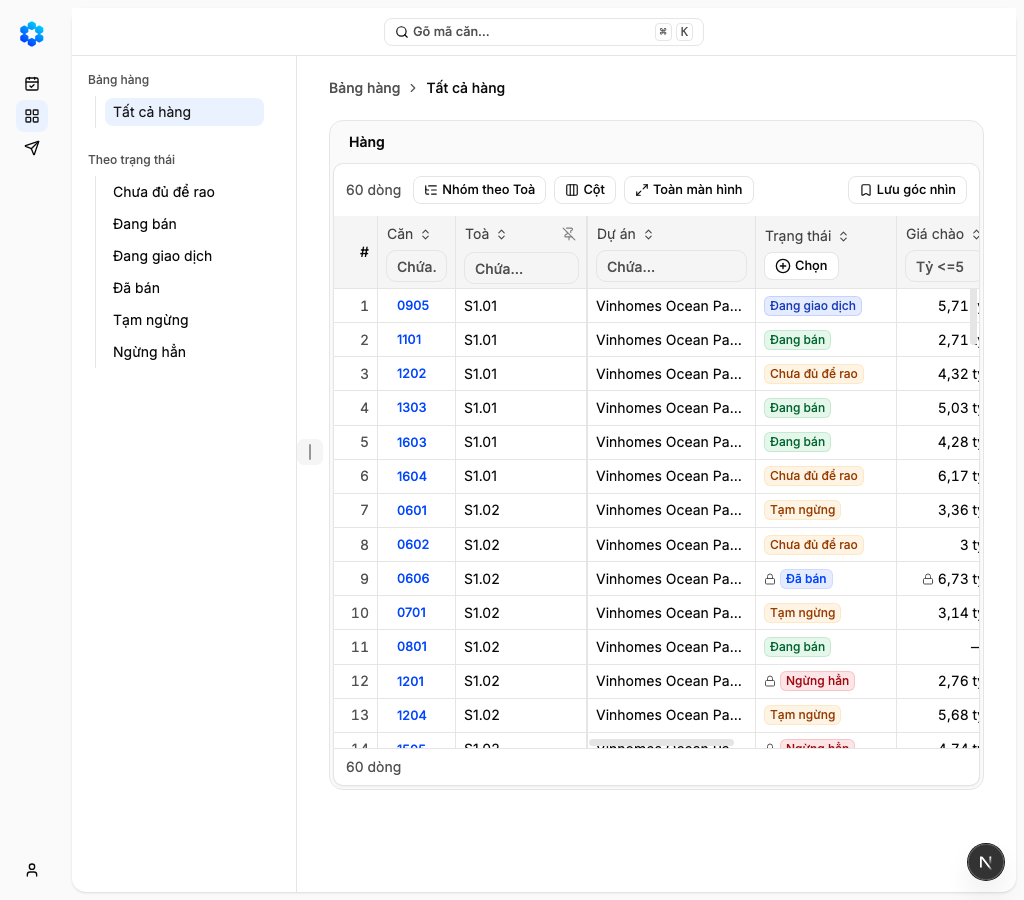 Gõ mã căn... ⌘ K
Bảng hàng
Tất cả hàng
Theo trạng thái
Chưa đủ để rao
Đang bán
Đang giao dịch
Đã bán
Tạm ngừng
Ngừng hẳn
Bảng hàng > Tất cả hàng
Hàng
60 dòng Nhóm theo Toà Cột Toàn màn hình Lưu góc nhìn
# Căn Toà Dự án Trạng thái Giá chào
Chứa. Chứa... Chứa... Chọn Tỷ <=5
1 0905 S1.01 Vinhomes Ocean Pa... Đang giao dịch 5,71
2 1101 S1.01 Vinhomes Ocean Pa... Đang bán 2,71
3 1202 S1.01 Vinhomes Ocean Pa... Chưa đủ để rao 4,32 tỷ
4 1303 S1.01 Vinhomes Ocean Pa... Đang bán 5,03 tỷ
5 1603 S1.01 Vinhomes Ocean Pa... Đang bán 4,28 tỷ
6 1604 S1.01 Vinhomes Ocean Pa... Chưa đủ để rao 6,17 tỷ
7 0601 S1.02 Vinhomes Ocean Pa... Tạm ngừng 3,36 tỷ
8 0602 S1.02 Vinhomes Ocean Pa... Chưa đủ để rao 3 tỷ
9 0606 S1.02 Vinhomes Ocean Pa... Đã bán 6,73 tỷ
10 0701 S1.02 Vinhomes Ocean Pa... Tạm ngừng 3,14 tỷ
11 0801 S1.02 Vinhomes Ocean Pa... Đang bán —
12 1201 S1.02 Vinhomes Ocean Pa... Ngừng hẳn 2,76 tỷ
13 1204 S1.02 Vinhomes Ocean Pa... Tạm ngừng 5,68 tỷ
14 S1.02 Vinhomes Ocean Pa... Ngừng hẳn 4,74 tỷ
60 dòng
N